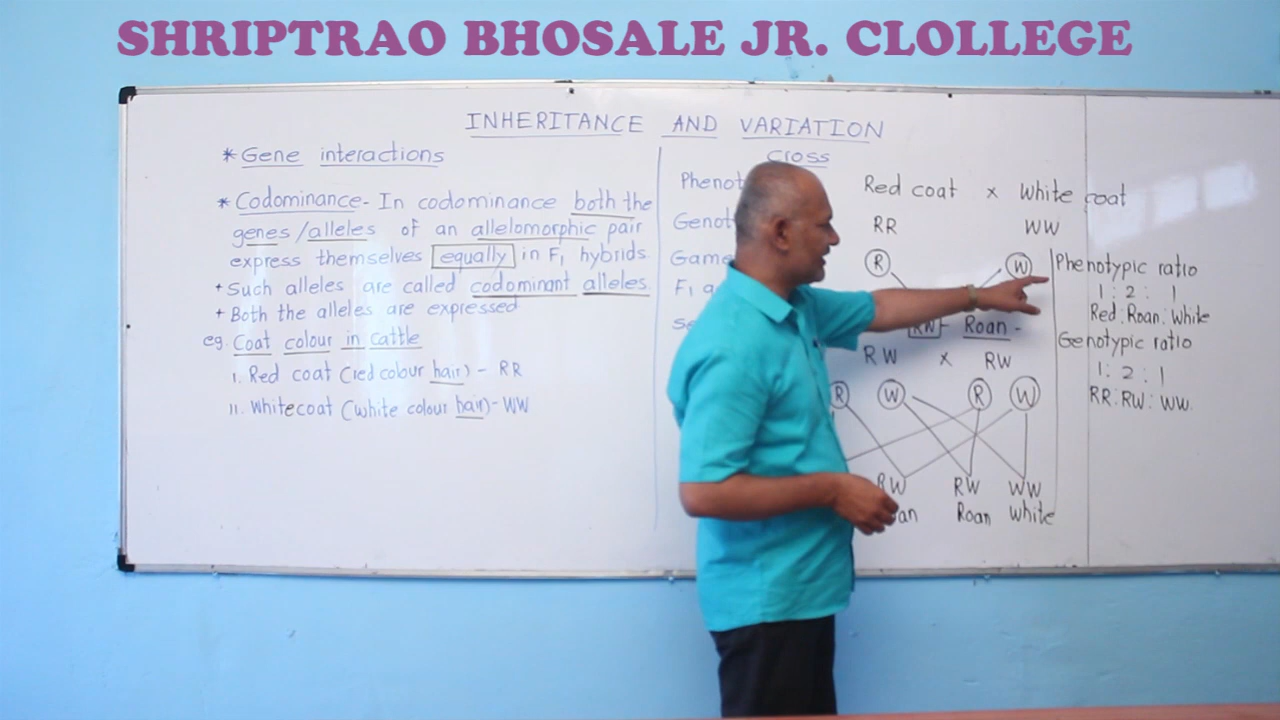 SHRIPTRAO BHOSALE JR. CLOLLEGE
INHERITANCE AND VARIATION
*Gene interactions
*Codominance- In codominance both the
genes/alleles of an allelomorphic pair
express themselves equally in F1 hybrids.
+Such alleles are called codominant alleles.
+Both the alleles are expressed
eg. Coat colour in cattle
i. Red coat (red colour hair) - RR
ii. White coat (white colour hair)- WW
Cross
Red coat x White coat
RR WW
R W
F1
RW - Roan -
RW x RW
R W R W
RW RW WW
Roan White
Phenotypic ratio
1 : 2 : 1
Red : Roan : White
Genotypic ratio
1 : 2 : 1
RR : RW : WW.